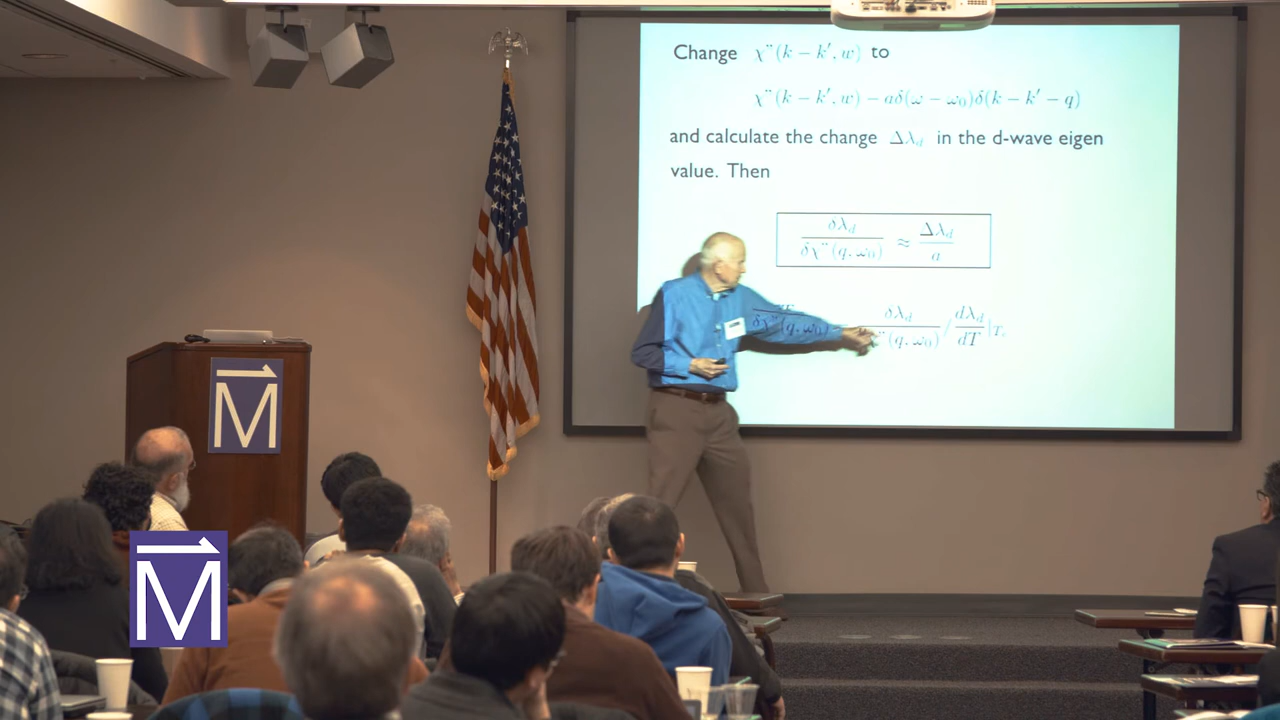 Change χ"(k − k′, w) to
χ"(k − k′, w) − aδ(ω − ω₀)δ(k − k′ − q)
and calculate the change Δλ_d in the d-wave eigen
value. Then
δλ_d / δχ"(q, ω₀) ≈ Δλ_d / a
δχ"(q, ω₀) δλ_d / "(q, ω₀) / dλ_d / dT |T_c
M
M